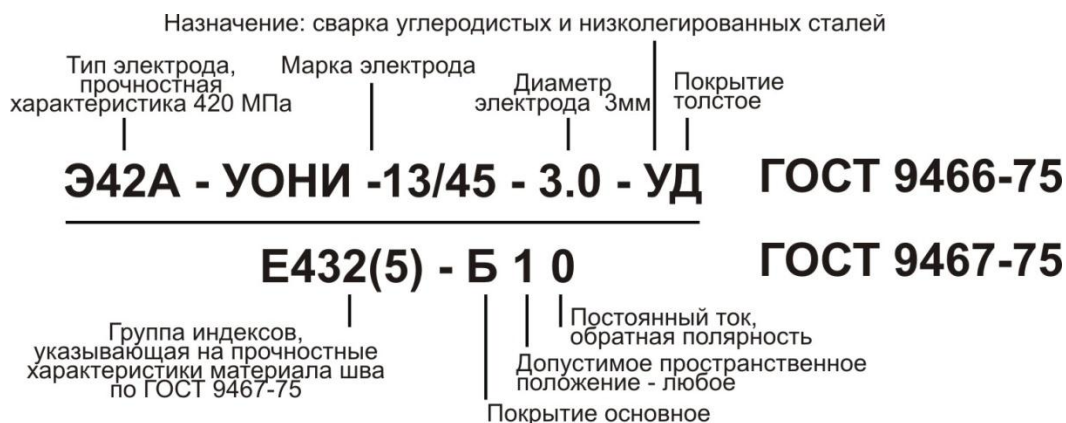 Назначение: сварка углеродистых и низколегированных сталей
Тип электрода,
прочностная
характеристика 420 МПа
Марка электрода
Диаметр
электрода 3мм
Покрытие
толстое
Э42А - УОНИ -13/45 - 3.0 - УД
ГОСТ 9466-75
Е432(5) - Б 1 0
ГОСТ 9467-75
Группа индексов,
указывающая на прочностные
характеристики материала шва
по ГОСТ 9467-75
Постоянный ток,
обратная полярность
Допустимое пространственное
положение - любое
Покрытие основное